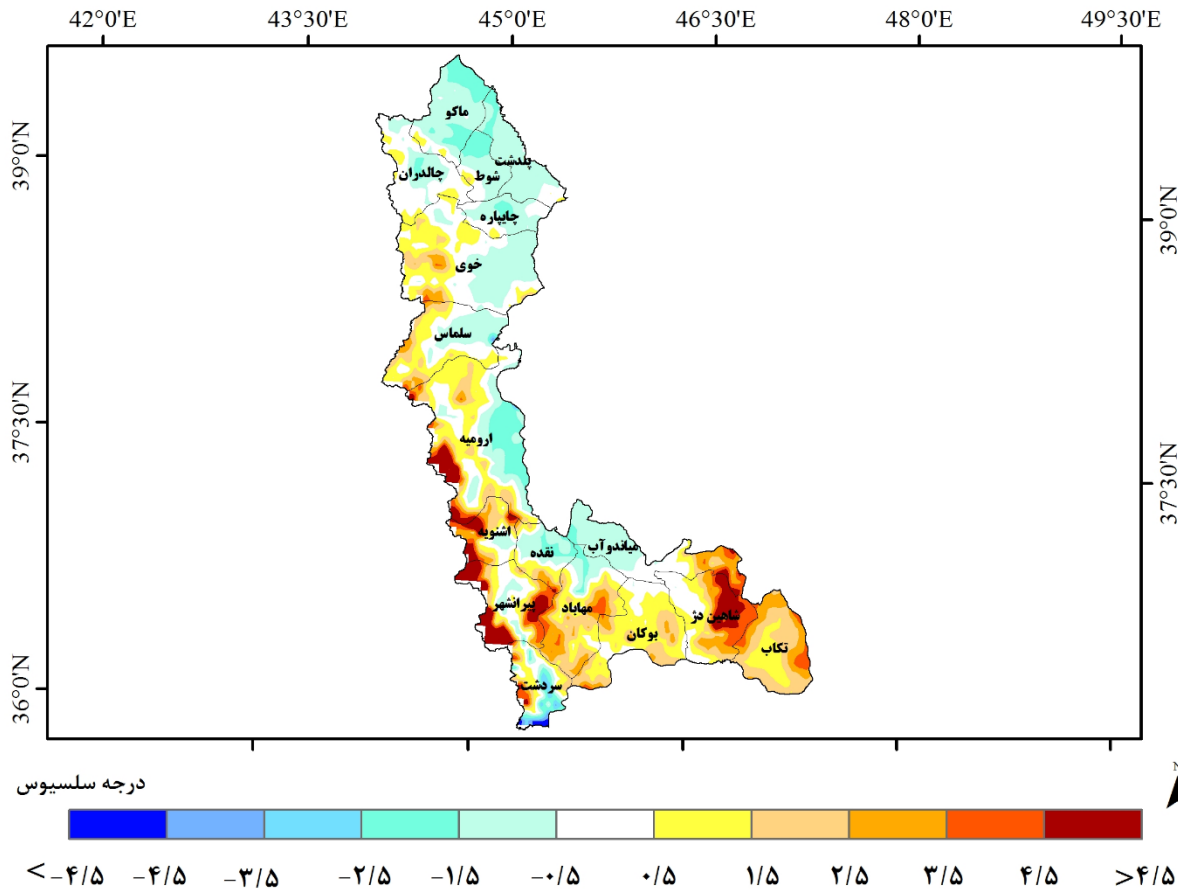 42°0'E 43°30'E 45°0'E 46°30'E 48°0'E 49°30'E
39°0'N
39°0'N
37°30'N
37°30'N
36°0'N
ماکو
پلدشت
چالدران
شوط
چایپاره
خوی
سلماس
ارومیه
اشنویه
نقده
میاندوآب
پیرانشهر
مهاباد
بوکان
شاهین دژ
تکاب
سردشت
N
درجه سلسیوس
< -۴/۵ -۴/۵ -۳/۵ -۲/۵ -۱/۵ -۰/۵ ۰/۵ ۱/۵ ۲/۵ ۳/۵ ۴/۵ >۴/۵